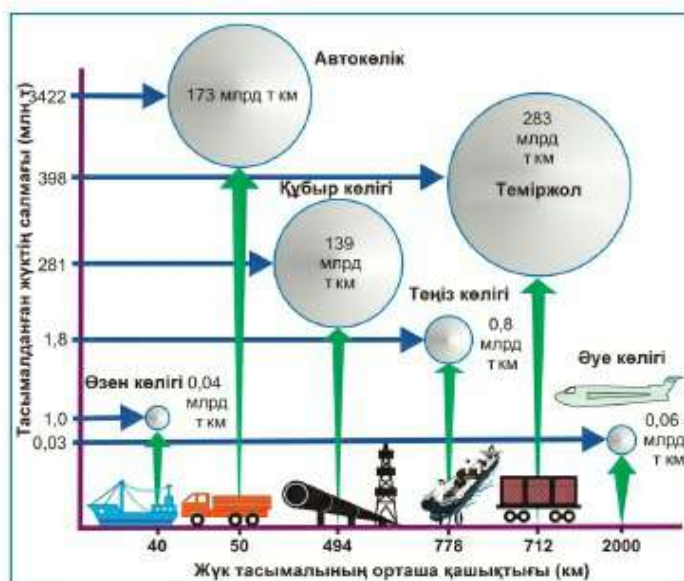 Тасымалданған жүктің салмағы (млн.т)
3422
398
281
1,8
1,0
0,03
Автокөлік
173 млрд т км
283
млрд
т км
Теміржол
Құбыр көлігі
139
млрд
т км
Теңіз көлігі
0,8
млрд
т км
Әуе көлігі
0,06
млрд
т км
Өзен көлігі
0,04
млрд
т км
40
50
494
778
712
2000
Жүк тасымалының орташа қашықтығы (км)